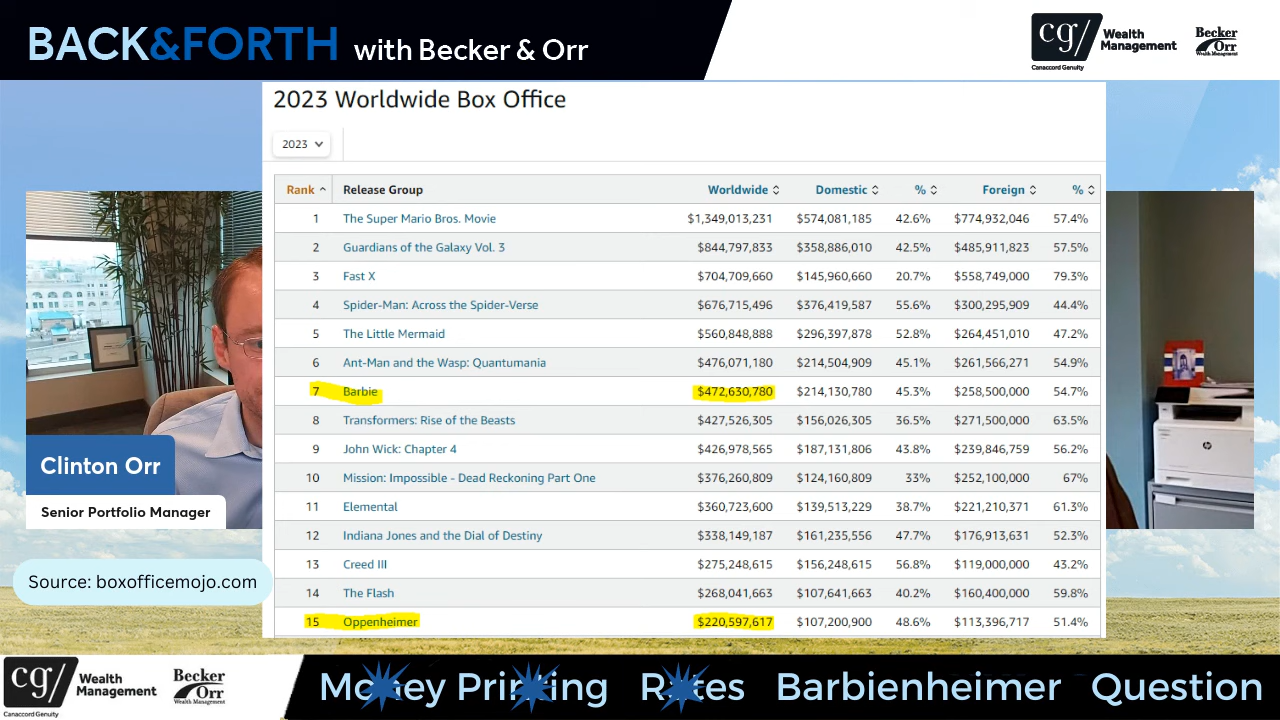 BACK&FORTH with Becker & Orr
cg/ Wealth Management
Canaccord Genuity
Becker Orr
Wealth Management
2023 Worldwide Box Office
2023
Rank Release Group Worldwide Domestic % Foreign %
1 The Super Mario Bros. Movie $1,349,013,231 $574,081,185 42.6% $774,932,046 57.4%
2 Guardians of the Galaxy Vol. 3 $844,797,833 $358,886,010 42.5% $485,911,823 57.5%
3 Fast X $704,709,660 $145,960,660 20.7% $558,749,000 79.3%
4 Spider-Man: Across the Spider-Verse $676,715,496 $376,419,587 55.6% $300,295,909 44.4%
5 The Little Mermaid $560,848,888 $296,397,878 52.8% $264,451,010 47.2%
6 Ant-Man and the Wasp: Quantumania $476,071,180 $214,504,909 45.1% $261,566,271 54.9%
7 Barbie $472,630,780 $214,130,780 45.3% $258,500,000 54.7%
8 Transformers: Rise of the Beasts $427,526,305 $156,026,305 36.5% $271,500,000 63.5%
9 John Wick: Chapter 4 $426,978,565 $187,131,806 43.8% $239,846,759 56.2%
10 Mission: Impossible - Dead Reckoning Part One $376,260,809 $124,160,809 33% $252,100,000 67%
11 Elemental $360,723,600 $139,513,229 38.7% $221,210,371 61.3%
12 Indiana Jones and the Dial of Destiny $338,149,187 $161,235,556 47.7% $176,913,631 52.3%
13 Creed III $275,248,615 $156,248,615 56.8% $119,000,000 43.2%
14 The Flash $268,041,663 $107,641,663 40.2% $160,400,000 59.8%
15 Oppenheimer $220,597,617 $107,200,900 48.6% $113,396,717 51.4%
Clinton Orr
Senior Portfolio Manager
hp
Source: boxofficemojo.com
cg/ Wealth Management
Canaccord Genuity
Becker Orr
Wealth Management
Money Printing Rates Barbienheimer Question